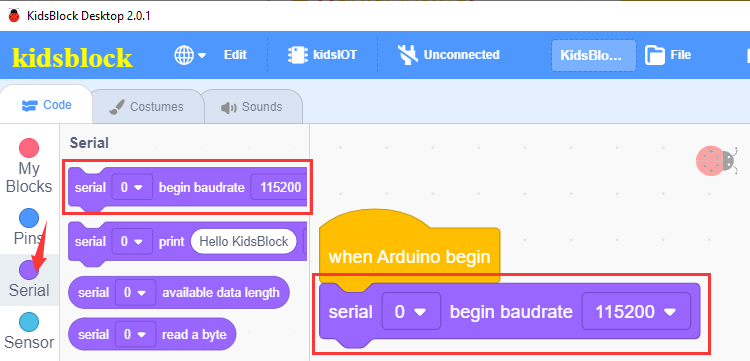 KidsBlock Desktop 2.0.1
kidsblock
Edit
kidsIOT
Unconnected
KidsBlo...
File
Code
Costumes
Sounds
My
Blocks
Pins
Serial
Sensor
Serial
serial 0 begin baudrate 115200
serial 0 print Hello KidsBlock
serial 0 available data length
serial 0 read a byte
when Arduino begin
serial 0 begin baudrate 115200